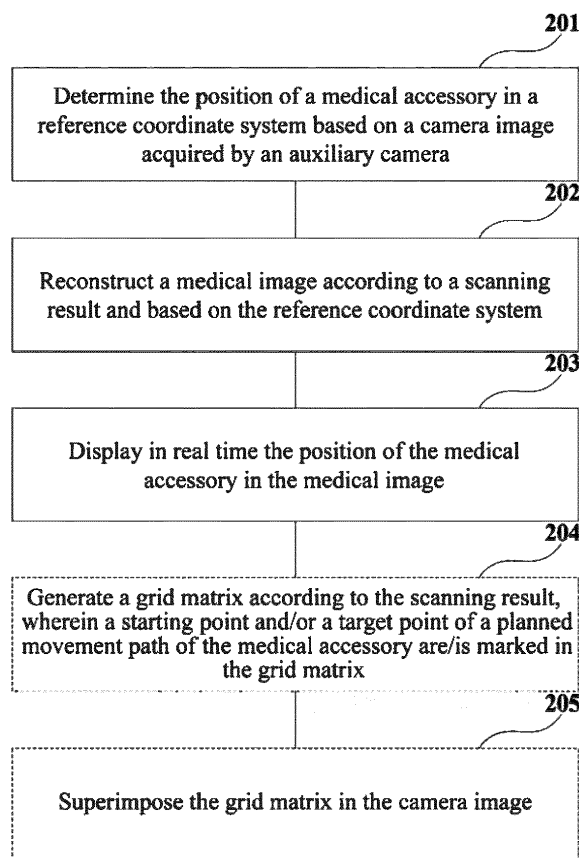 201
Determine the position of a medical accessory in a
reference coordinate system based on a camera image
acquired by an auxiliary camera
202
Reconstruct a medical image according to a scanning
result and based on the reference coordinate system
203
Display in real time the position of the medical
accessory in the medical image
204
Generate a grid matrix according to the scanning result,
wherein a starting point and/or a target point of a planned
movement path of the medical accessory are/is marked in
the grid matrix
205
Superimpose the grid matrix in the camera image